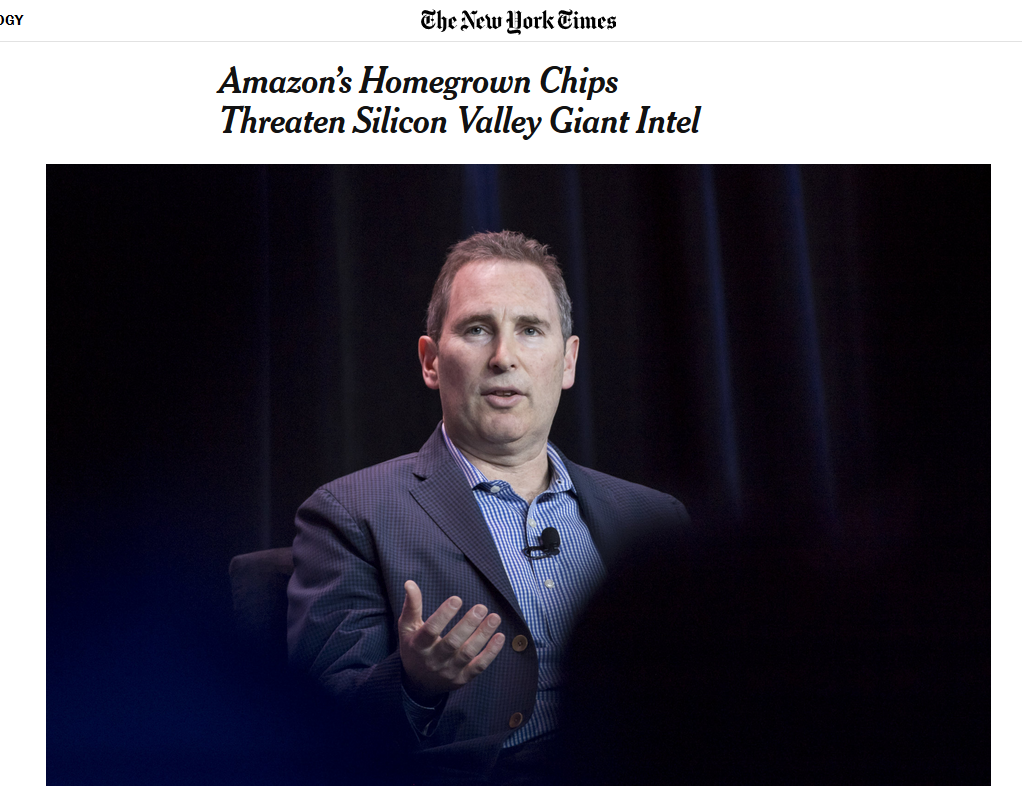 OGY
The New York Times
Amazon's Homegrown Chips
Threaten Silicon Valley Giant Intel